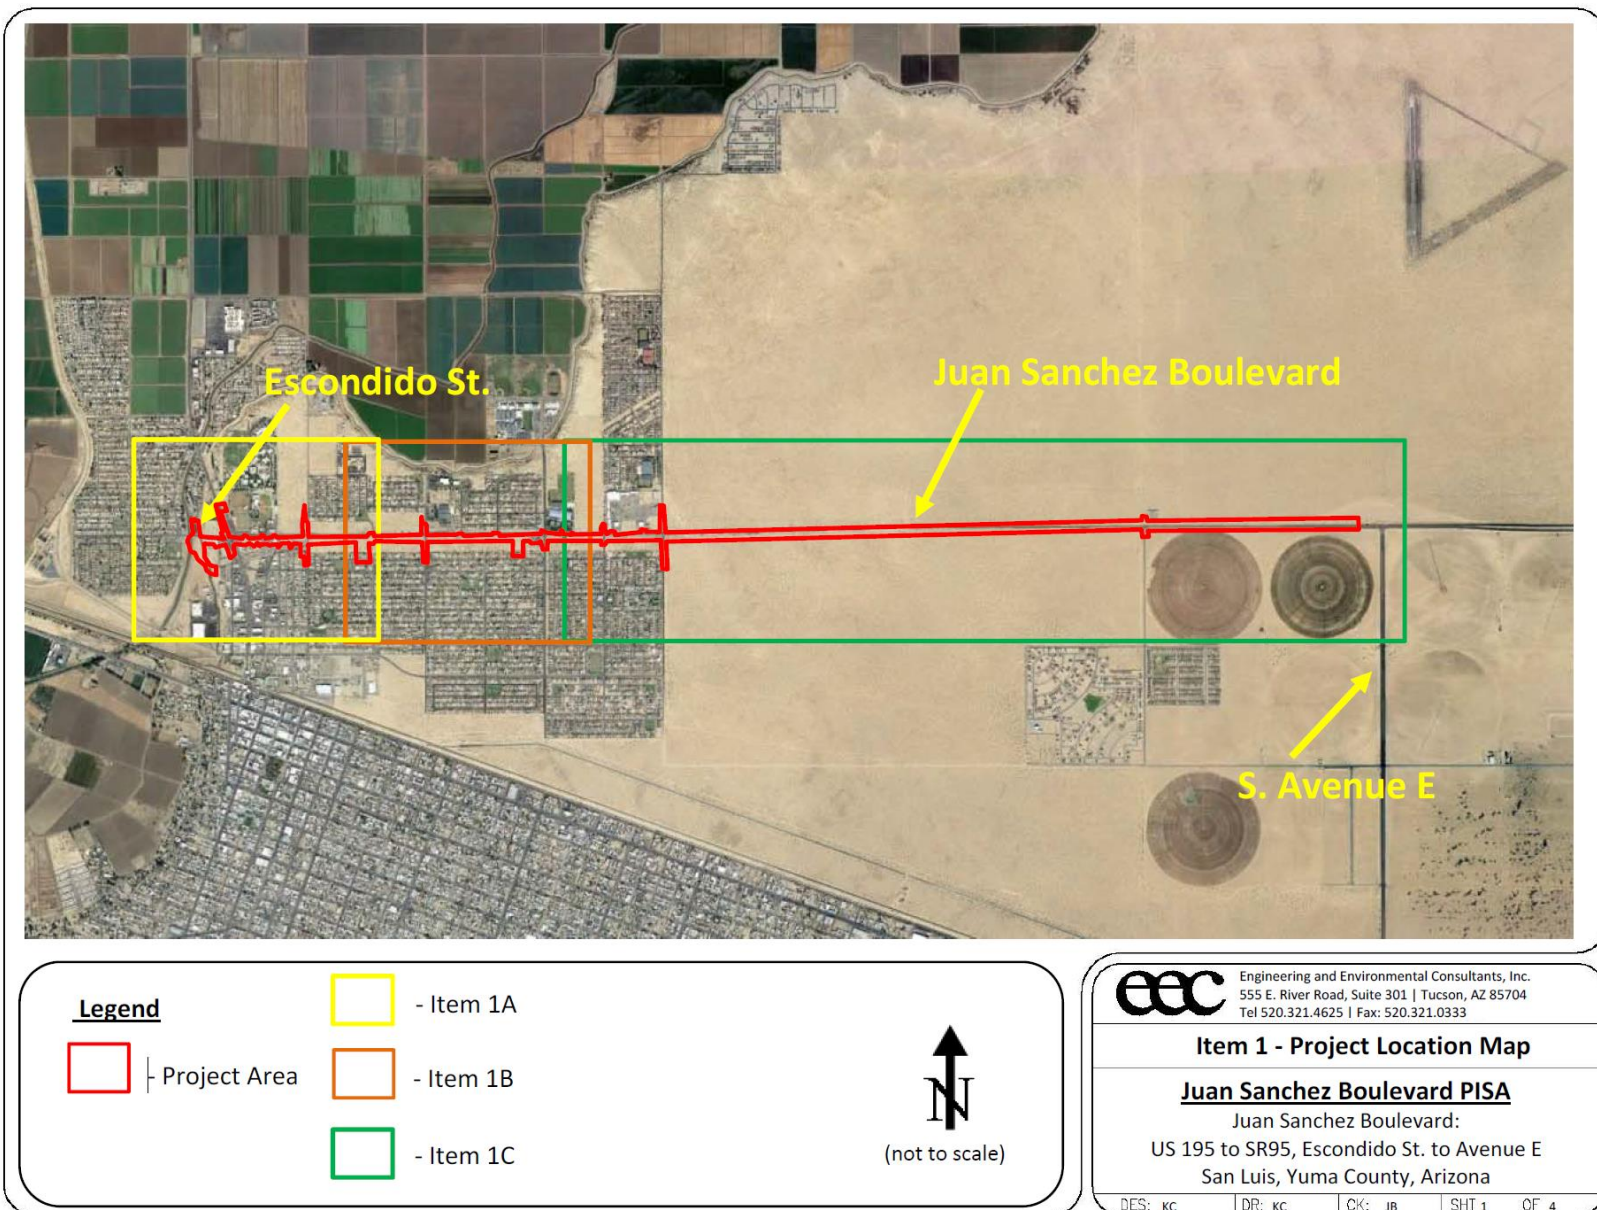 Escondido St.
Juan Sanchez Boulevard
S. Avenue E
Legend
- Project Area
- Item 1A
- Item 1B
- Item 1C
N
(not to scale)
eec
Engineering and Environmental Consultants, Inc.
555 E. River Road, Suite 301 | Tucson, AZ 85704
Tel 520.321.4625 | Fax: 520.321.0333
Item 1 - Project Location Map
Juan Sanchez Boulevard PISA
Juan Sanchez Boulevard:
US 195 to SR95, Escondido St. to Avenue E
San Luis, Yuma County, Arizona
DES: KC DR: KC CK: JB SHT 1 OF 4